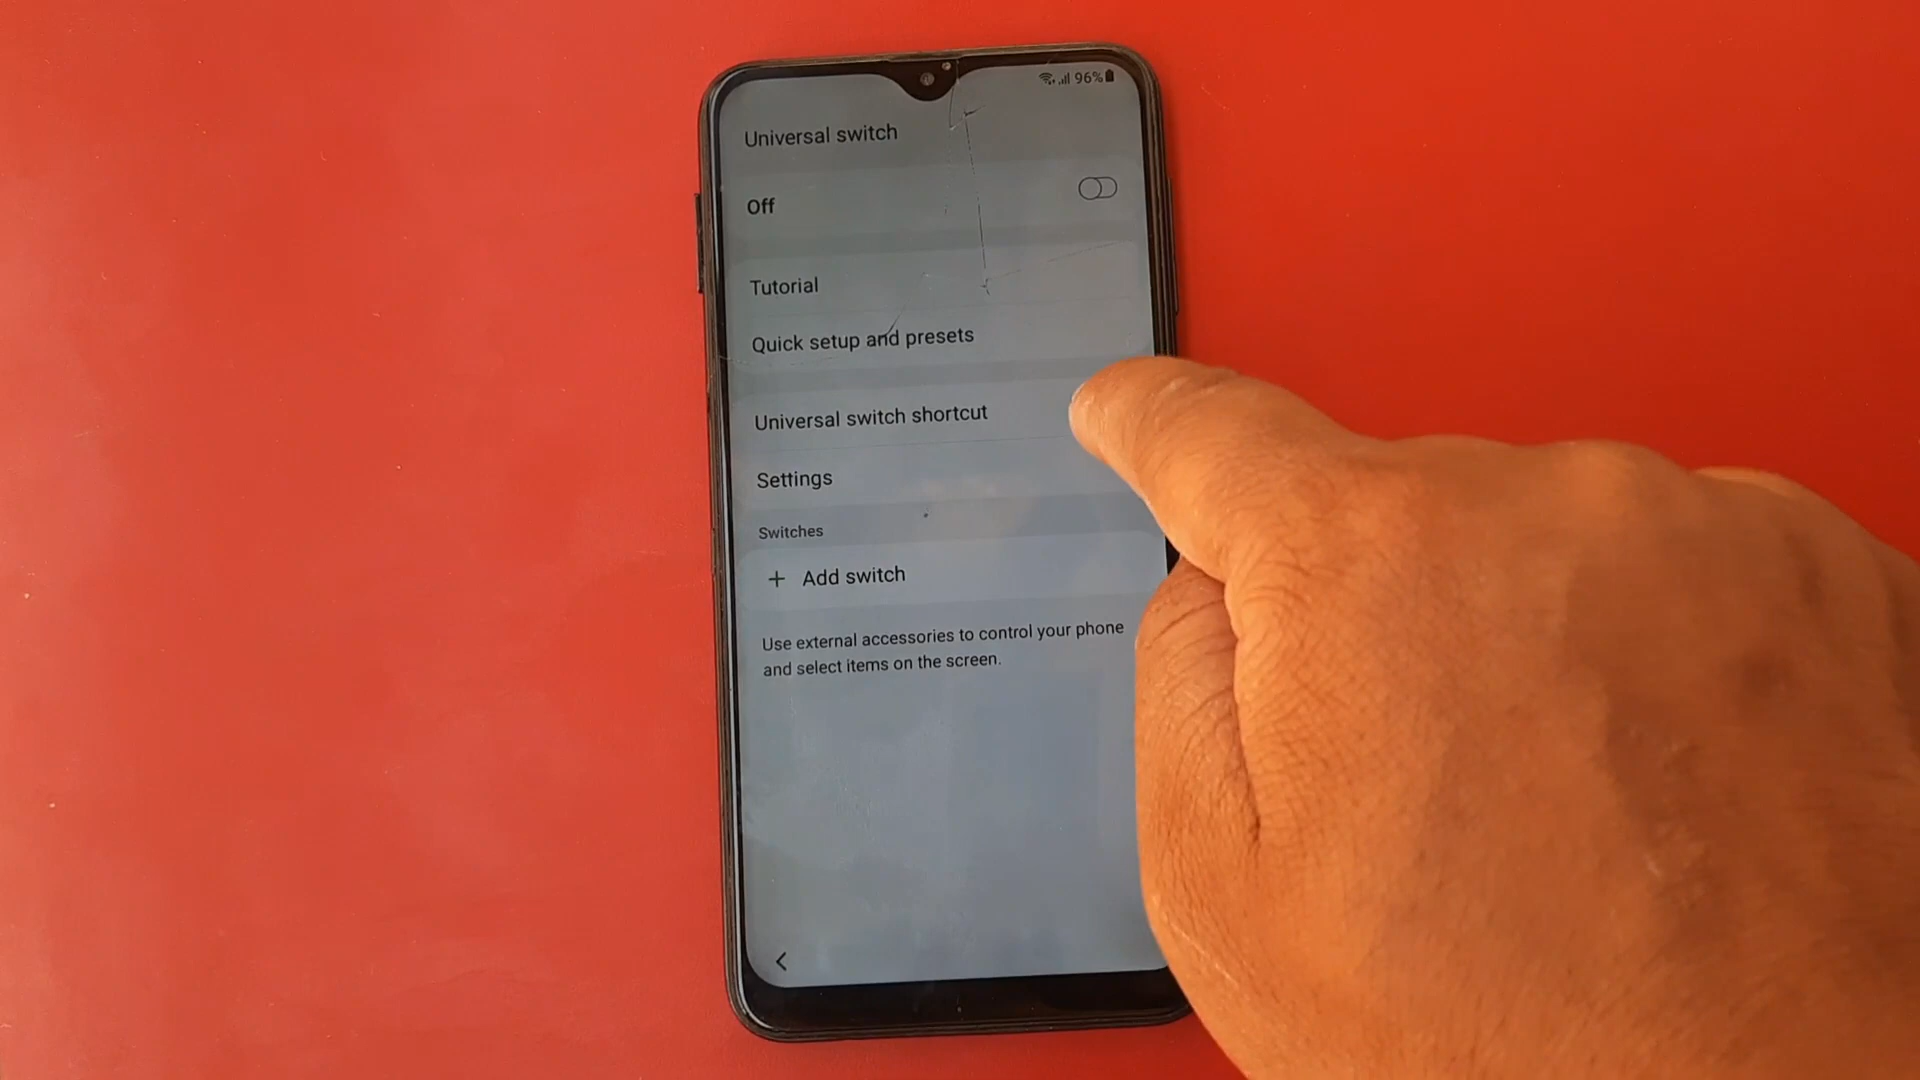 96%
Universal switch
Off
Tutorial
Quick setup and presets
Universal switch shortcut
Settings
Switches
+ Add switch
Use external accessories to control your phone
and select items on the screen.